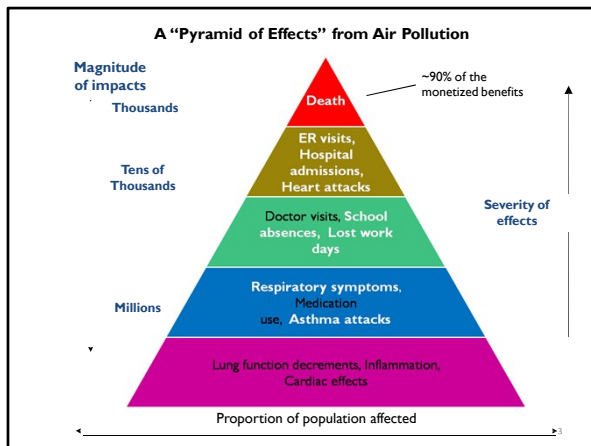 A “Pyramid of Effects” from Air Pollution
Magnitude
of impacts
Thousands
Death
~90% of the
monetized benefits
ER visits,
Hospital
admissions,
Heart attacks
Tens of
Thousands
Doctor visits, School
absences, Lost work
days
Severity of
effects
Respiratory symptoms,
Medication
use, Asthma attacks
Millions
Lung function decrements, Inflammation,
Cardiac effects
Proportion of population affected
3